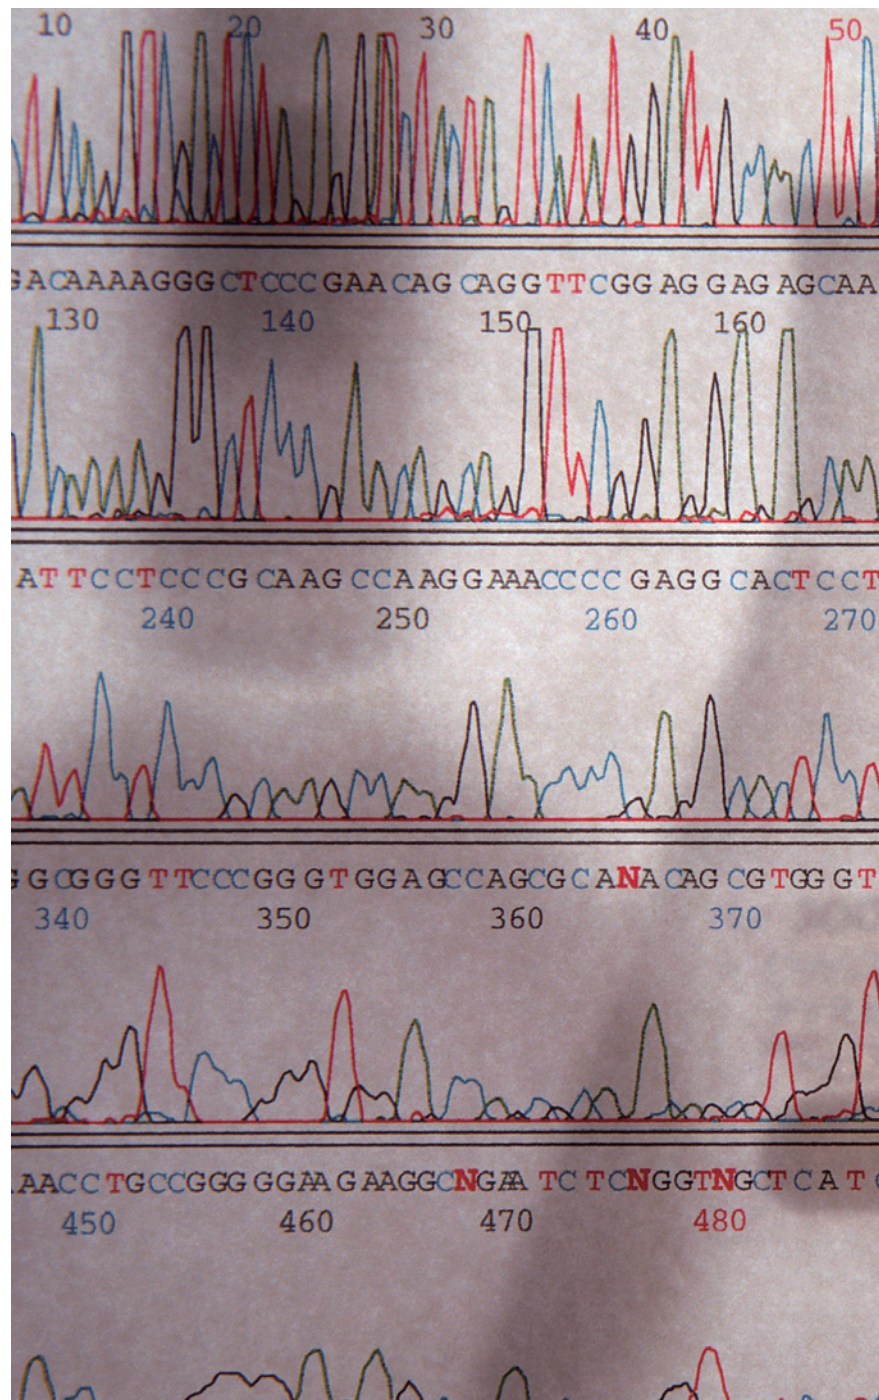 10 20 30 40 50
GACAAAAGGGCTCCCGAACAGCAGGTTCGGAGGAGAGCAA
130 140 150 160
ATTCCTCCCGCAAGCCAAGGAAACCCCGAGGCACTCCT
240 250 260 270
GGCGGGTTCCCGGGTGGAGCCAGCGCANACAGCGTGGGT
340 350 360 370
AACCTGCCGGGGGAAGAAGGCNGAATCTCNGGTNGCTCAT
450 460 470 480